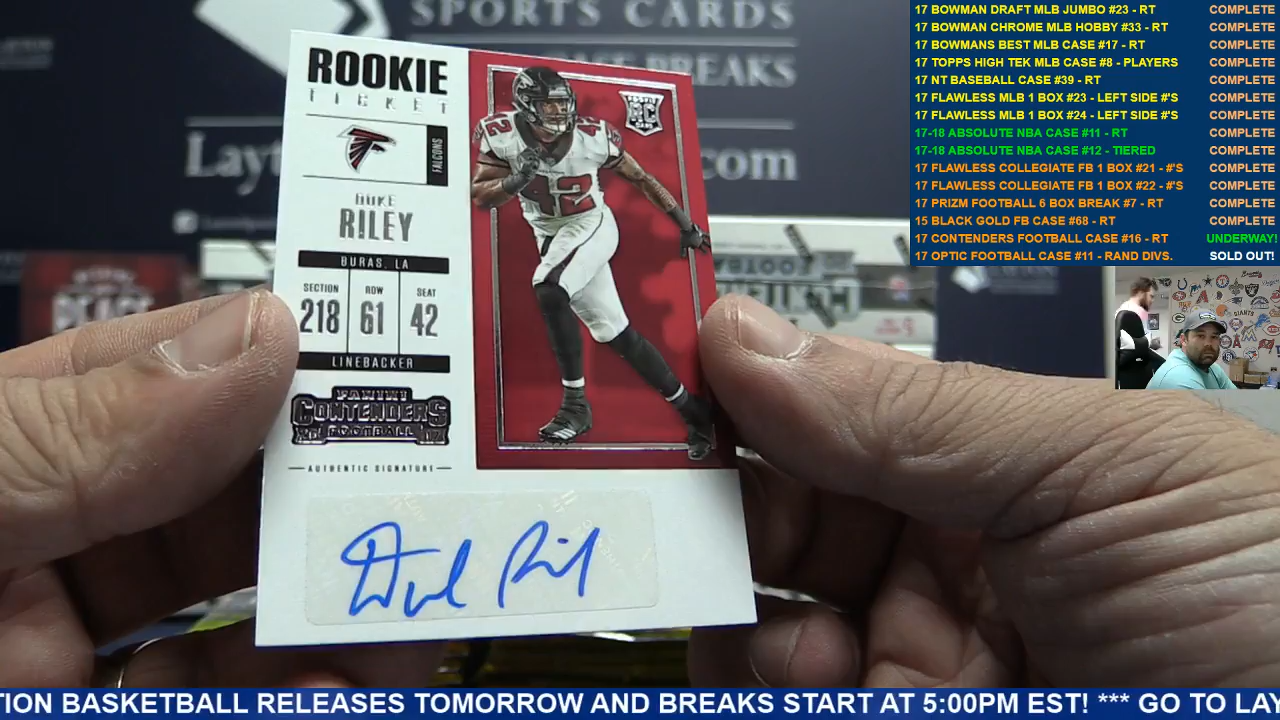 SPORTS CARDS
BREAKS
Layt
.com
ROOKIE
TICKET
FALCONS
DUKE
RILEY
BURAS, LA
SECTION ROW SEAT
218 61 42
LINEBACKER
PANINI
CONTENDERS
20 FOOTBALL 17
AUTHENTIC SIGNATURE
RC
42 42
42
17 BOWMAN DRAFT MLB JUMBO #23 - RT COMPLETE
17 BOWMAN CHROME MLB HOBBY #33 - RT COMPLETE
17 BOWMANS BEST MLB CASE #17 - RT COMPLETE
17 TOPPS HIGH TEK MLB CASE #8 - PLAYERS COMPLETE
17 NT BASEBALL CASE #39 - RT COMPLETE
17 FLAWLESS MLB 1 BOX #23 - LEFT SIDE #'S COMPLETE
17 FLAWLESS MLB 1 BOX #24 - LEFT SIDE #'S COMPLETE
17-18 ABSOLUTE NBA CASE #11 - RT COMPLETE
17-18 ABSOLUTE NBA CASE #12 - TIERED COMPLETE
17 FLAWLESS COLLEGIATE FB 1 BOX #21 - #'S COMPLETE
17 FLAWLESS COLLEGIATE FB 1 BOX #22 - #'S COMPLETE
17 PRIZM FOOTBALL 6 BOX BREAK #7 - RT COMPLETE
15 BLACK GOLD FB CASE #68 - RT COMPLETE
17 CONTENDERS FOOTBALL CASE #16 - RT UNDERWAY!
17 OPTIC FOOTBALL CASE #11 - RAND DIVS. SOLD OUT!
GIANTS
TION BASKETBALL RELEASES TOMORROW AND BREAKS START AT 5:00PM EST! *** GO TO LAY